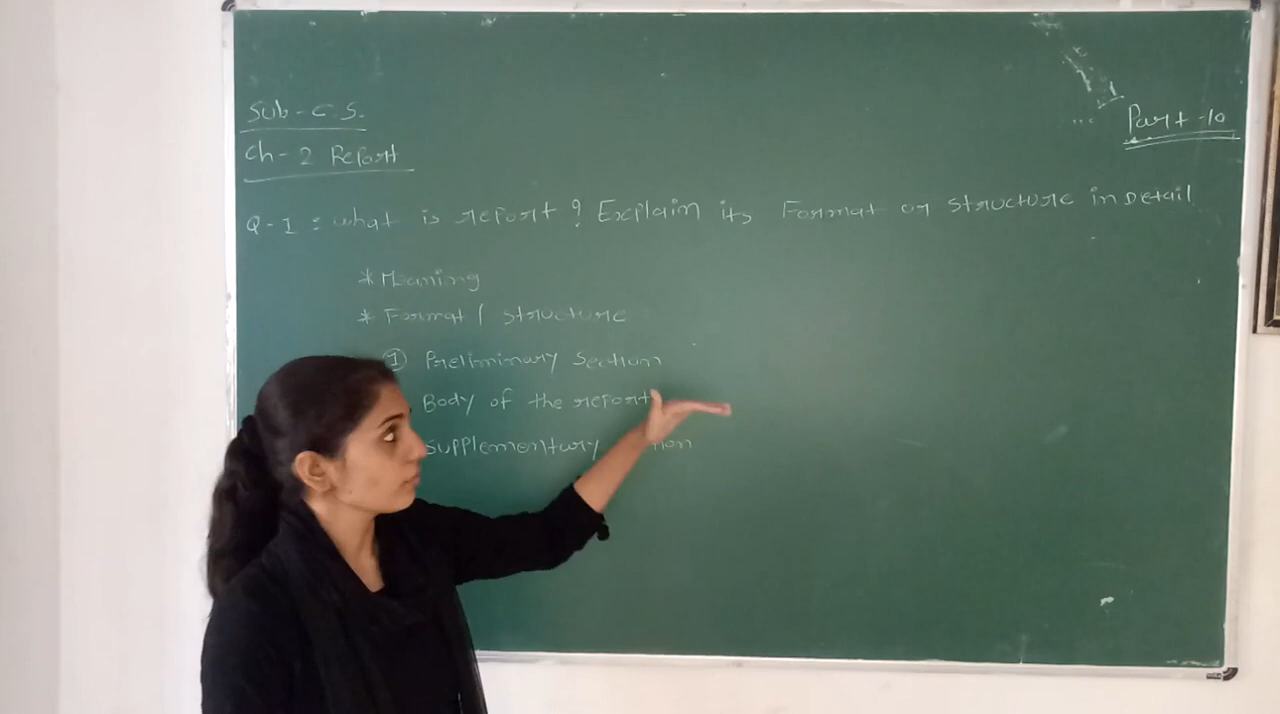 Sub-C.S.
Part-10
Ch-2 Report
Q-1: what is report? Explain its Format or structure in Detail
* Meaning
* Format / structure
① Preliminary section
Body of the report
supplementary